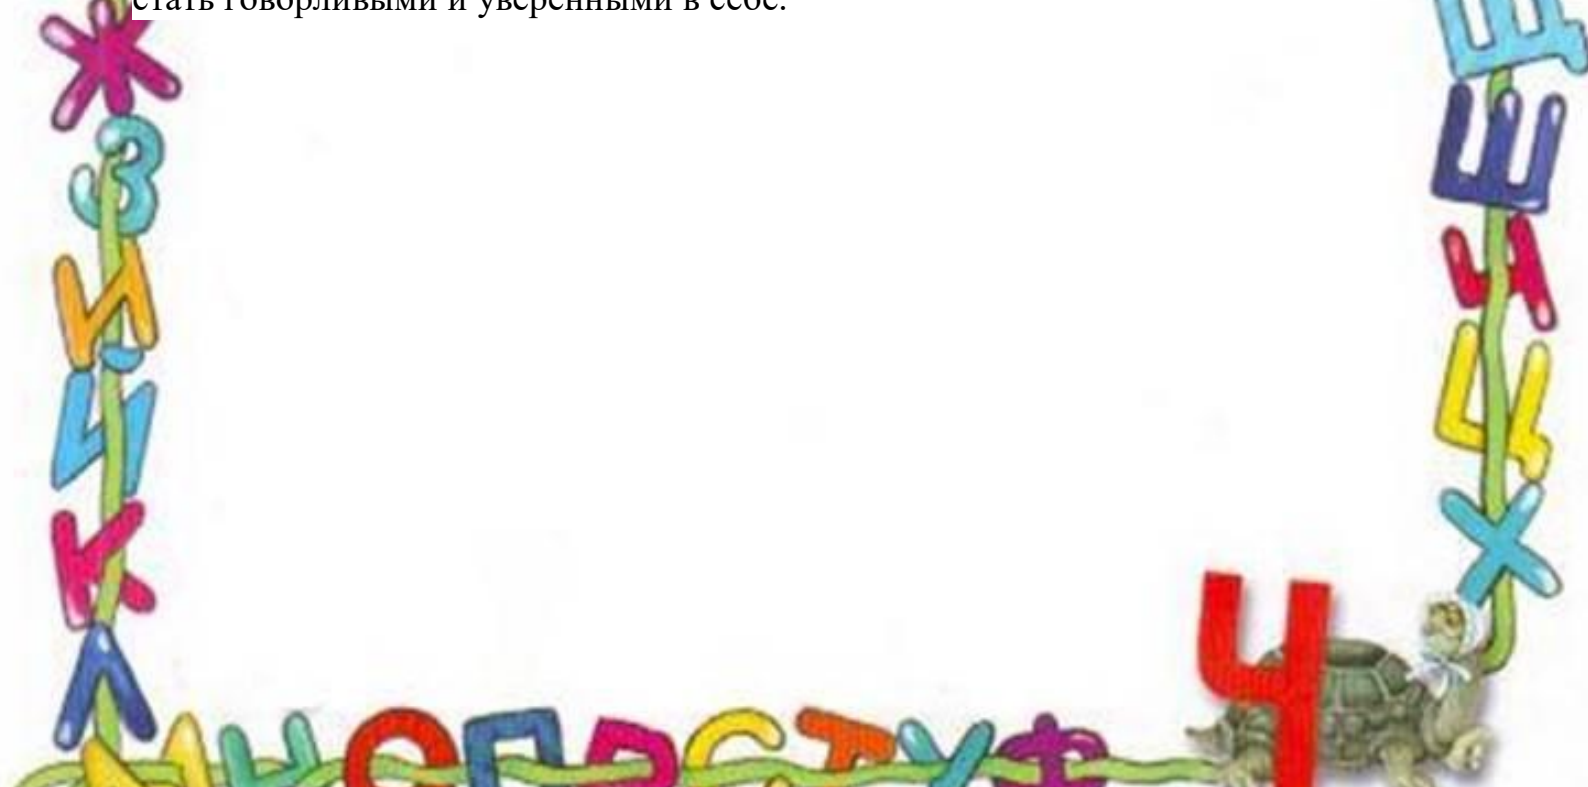 стать говорливыми и уверенными в себе.
Ж
З
И
Й
К
Л
М Н О П Р С Т У Ф
Щ
Ш
Ч
Ц
Х
Ч